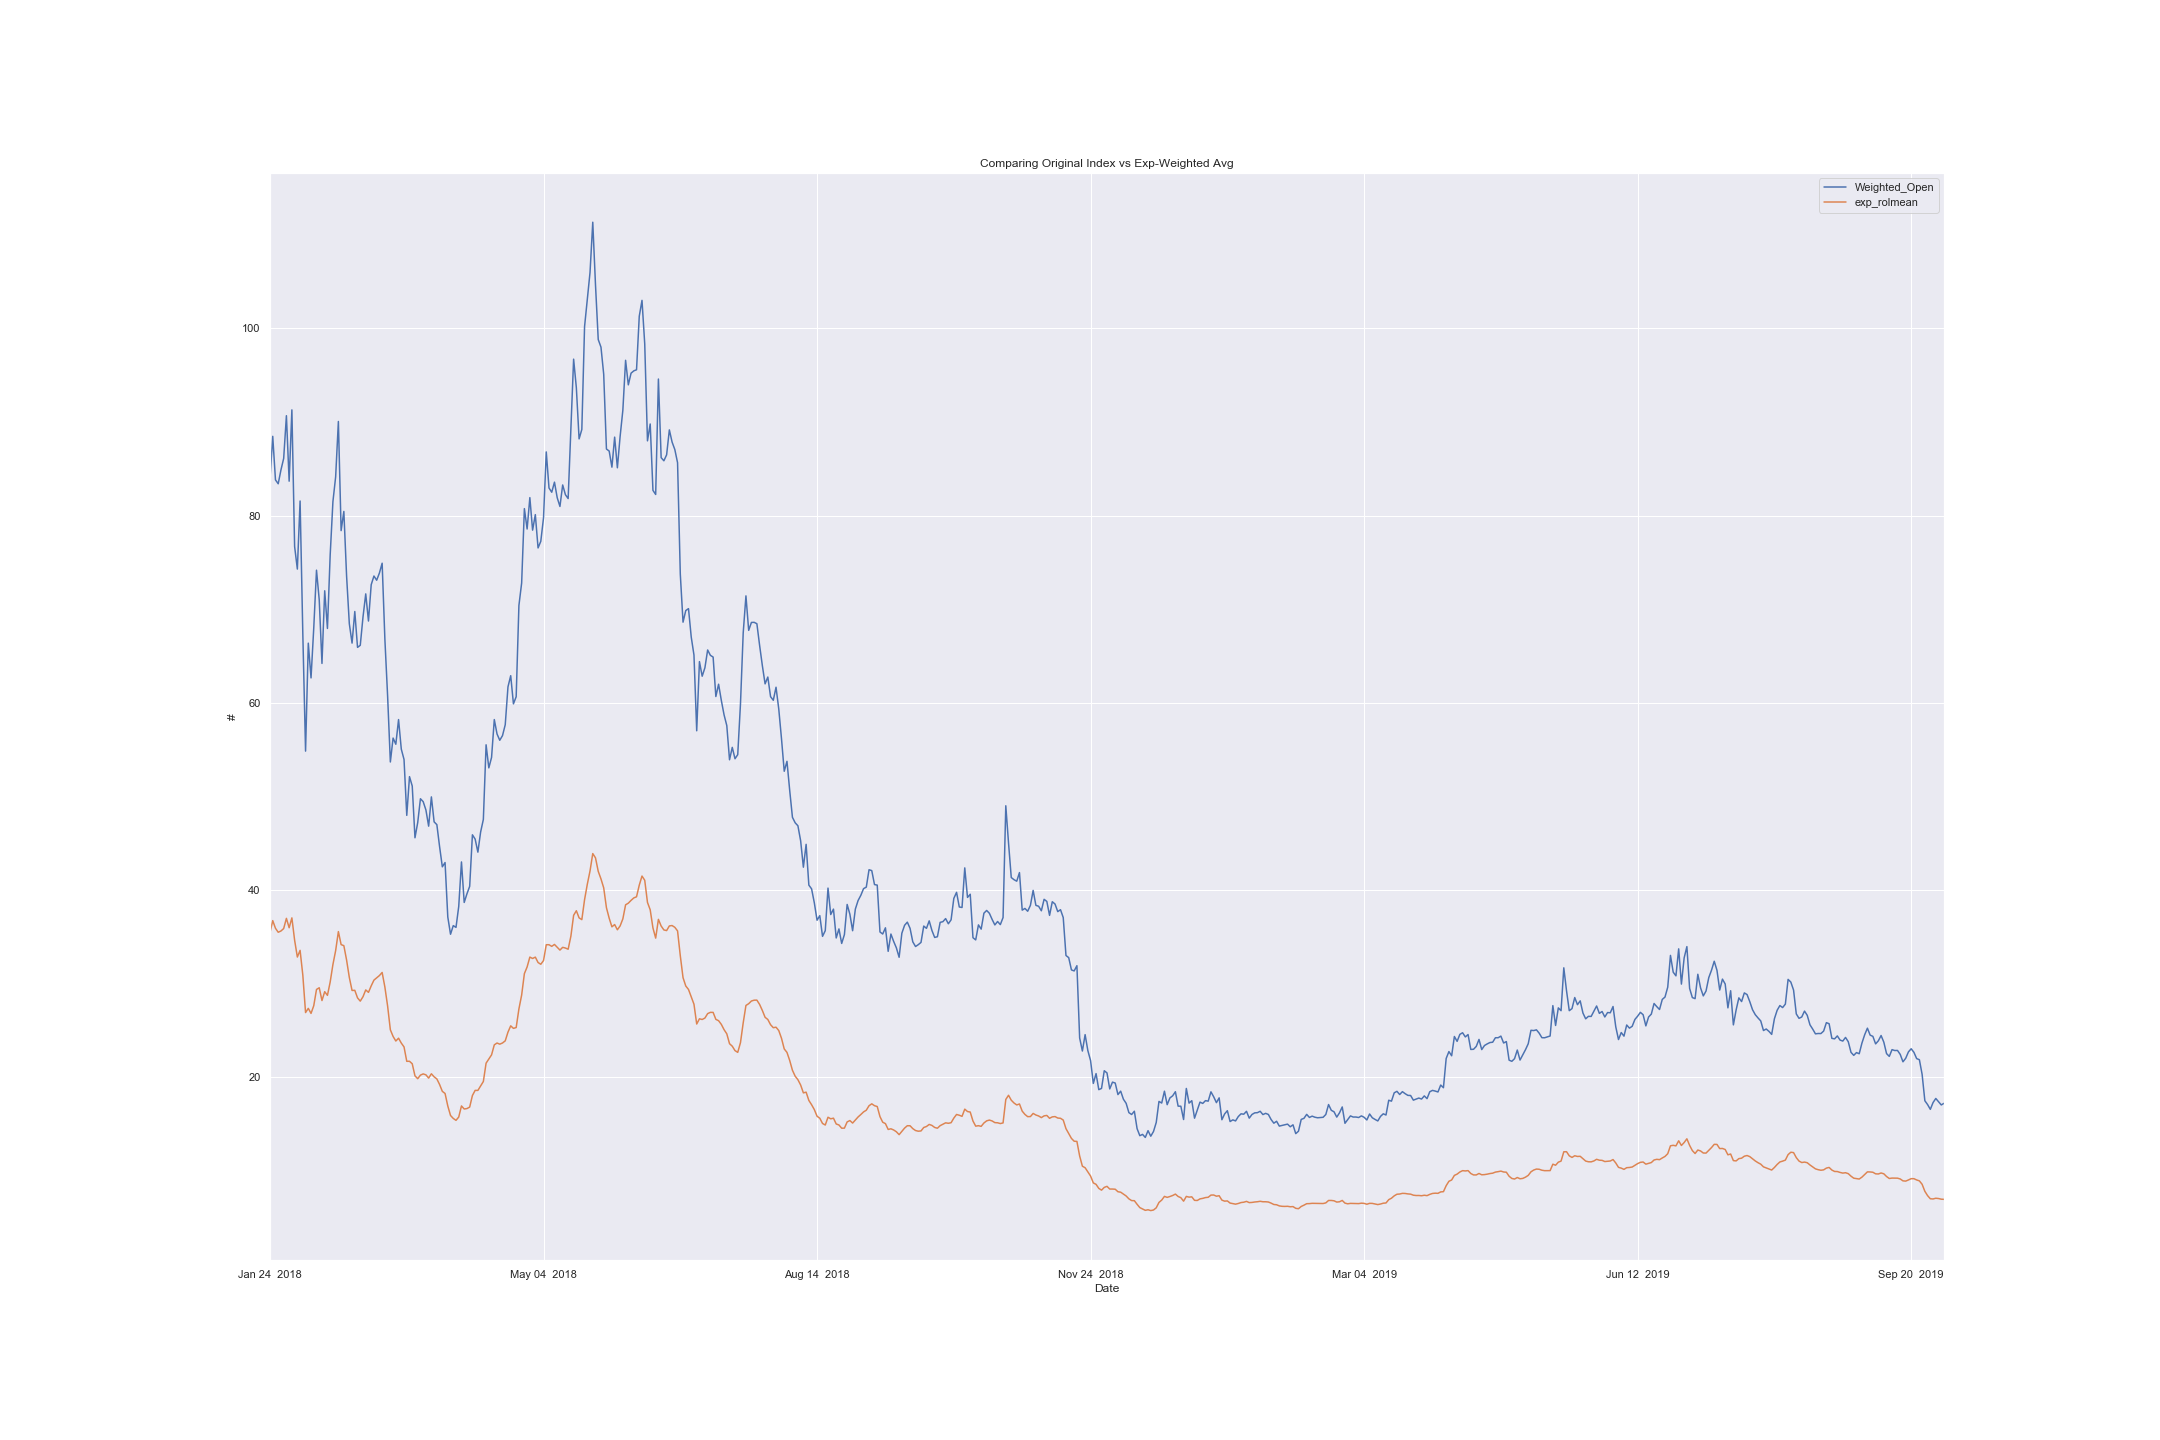 Comparing Original Index vs Exp-Weighted Avg
Weighted_Open
exp_rolmean
100
80
60
40
20
#
Jan 24 2018
May 04 2018
Aug 14 2018
Nov 24 2018
Mar 04 2019
Jun 12 2019
Sep 20 2019
Date